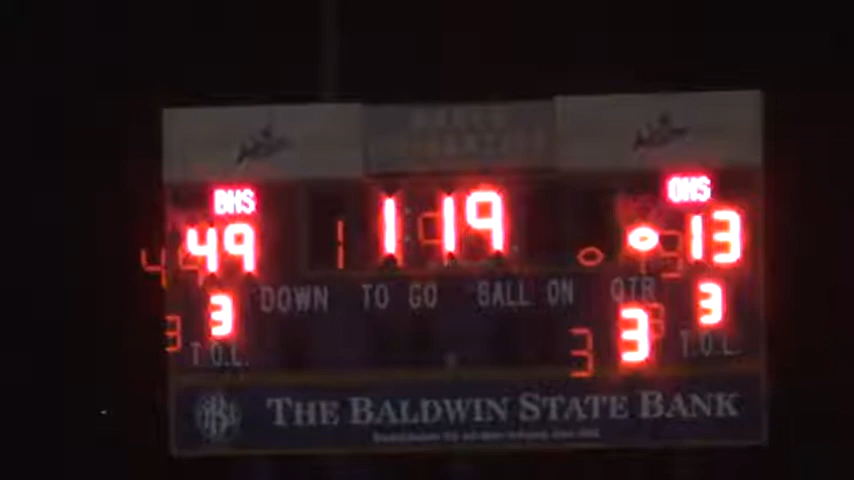 BHS OHS
49 1:19 13
DOWN TO GO BALL ON QTR
3 3 3
T.O.L. T.O.L.
THE BALDWIN STATE BANK